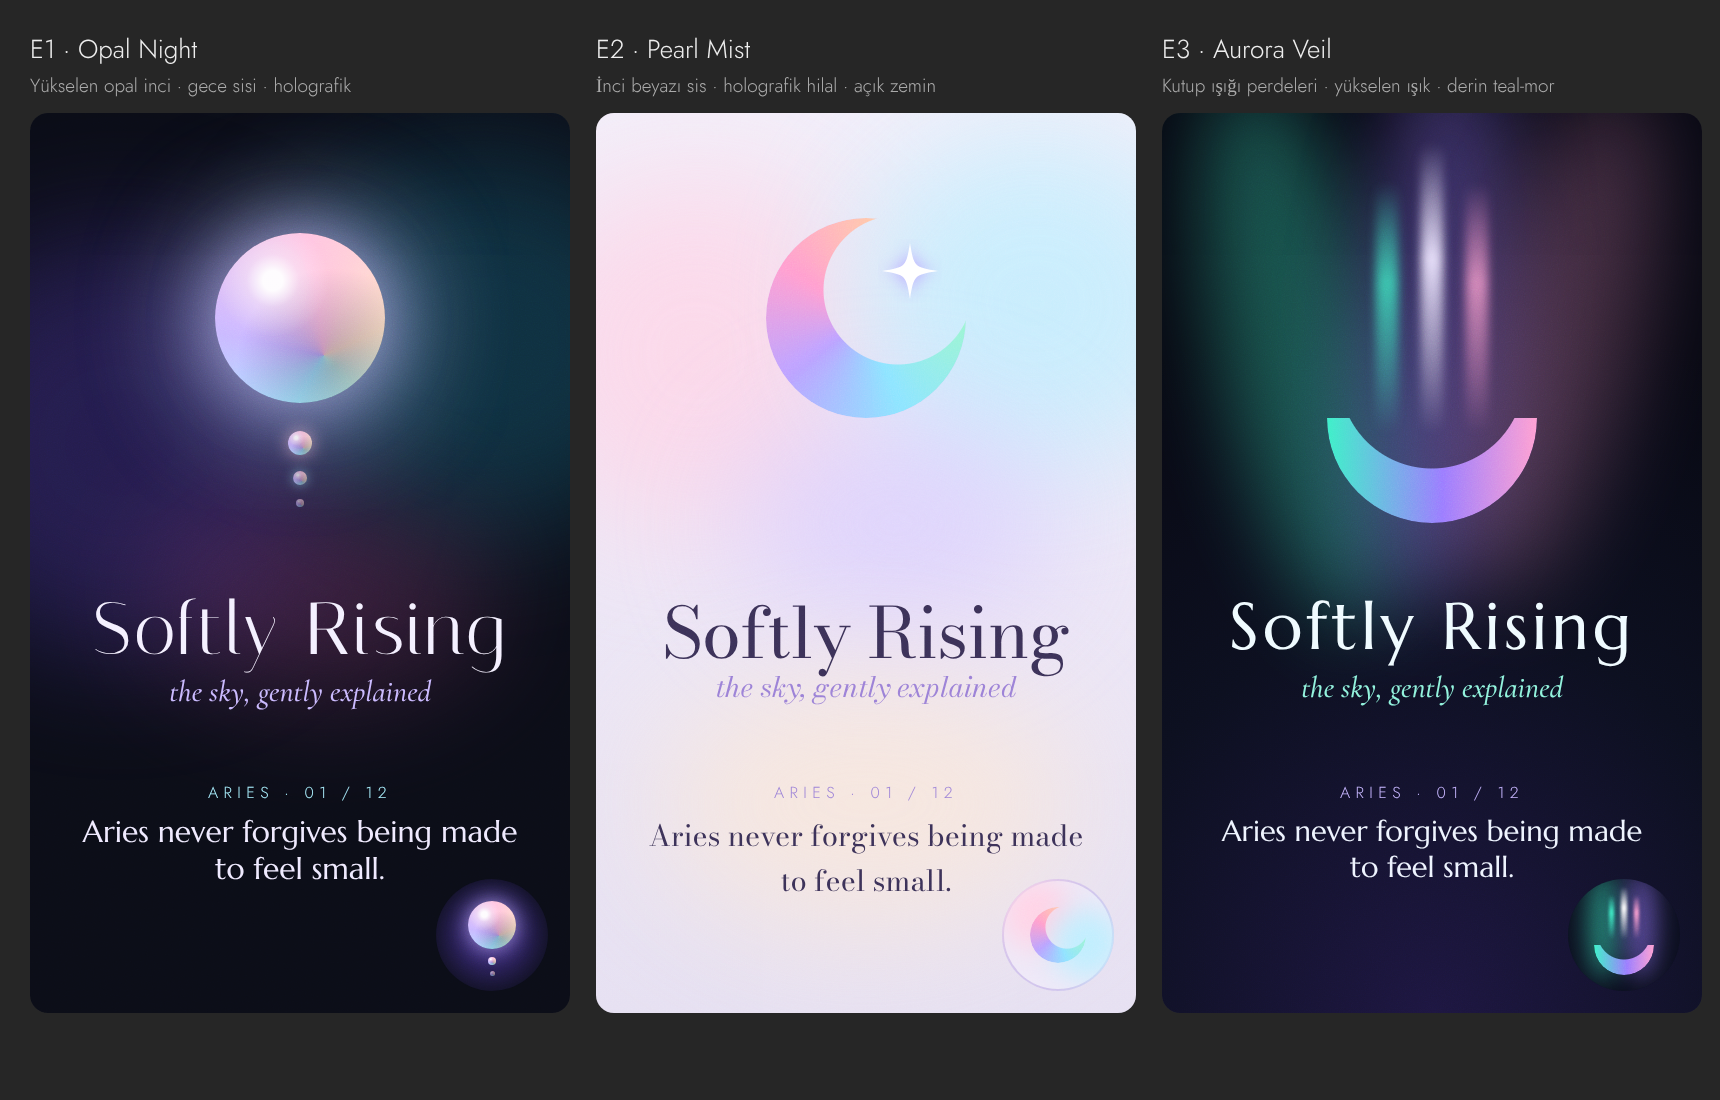 E1 · Opal Night
Yükselen opal inci · gece sisi · holografik
Softly Rising
the sky, gently explained
ARIES · 01 / 12
Aries never forgives being made
to feel small.
E2 · Pearl Mist
İnci beyazı sis · holografik hilal · açık zemin
Softly Rising
the sky, gently explained
ARIES · 01 / 12
Aries never forgives being made
to feel small.
E3 · Aurora Veil
Kutup ışığı perdeleri · yükselen ışık · derin teal-mor
Softly Rising
the sky, gently explained
ARIES · 01 / 12
Aries never forgives being made
to feel small.